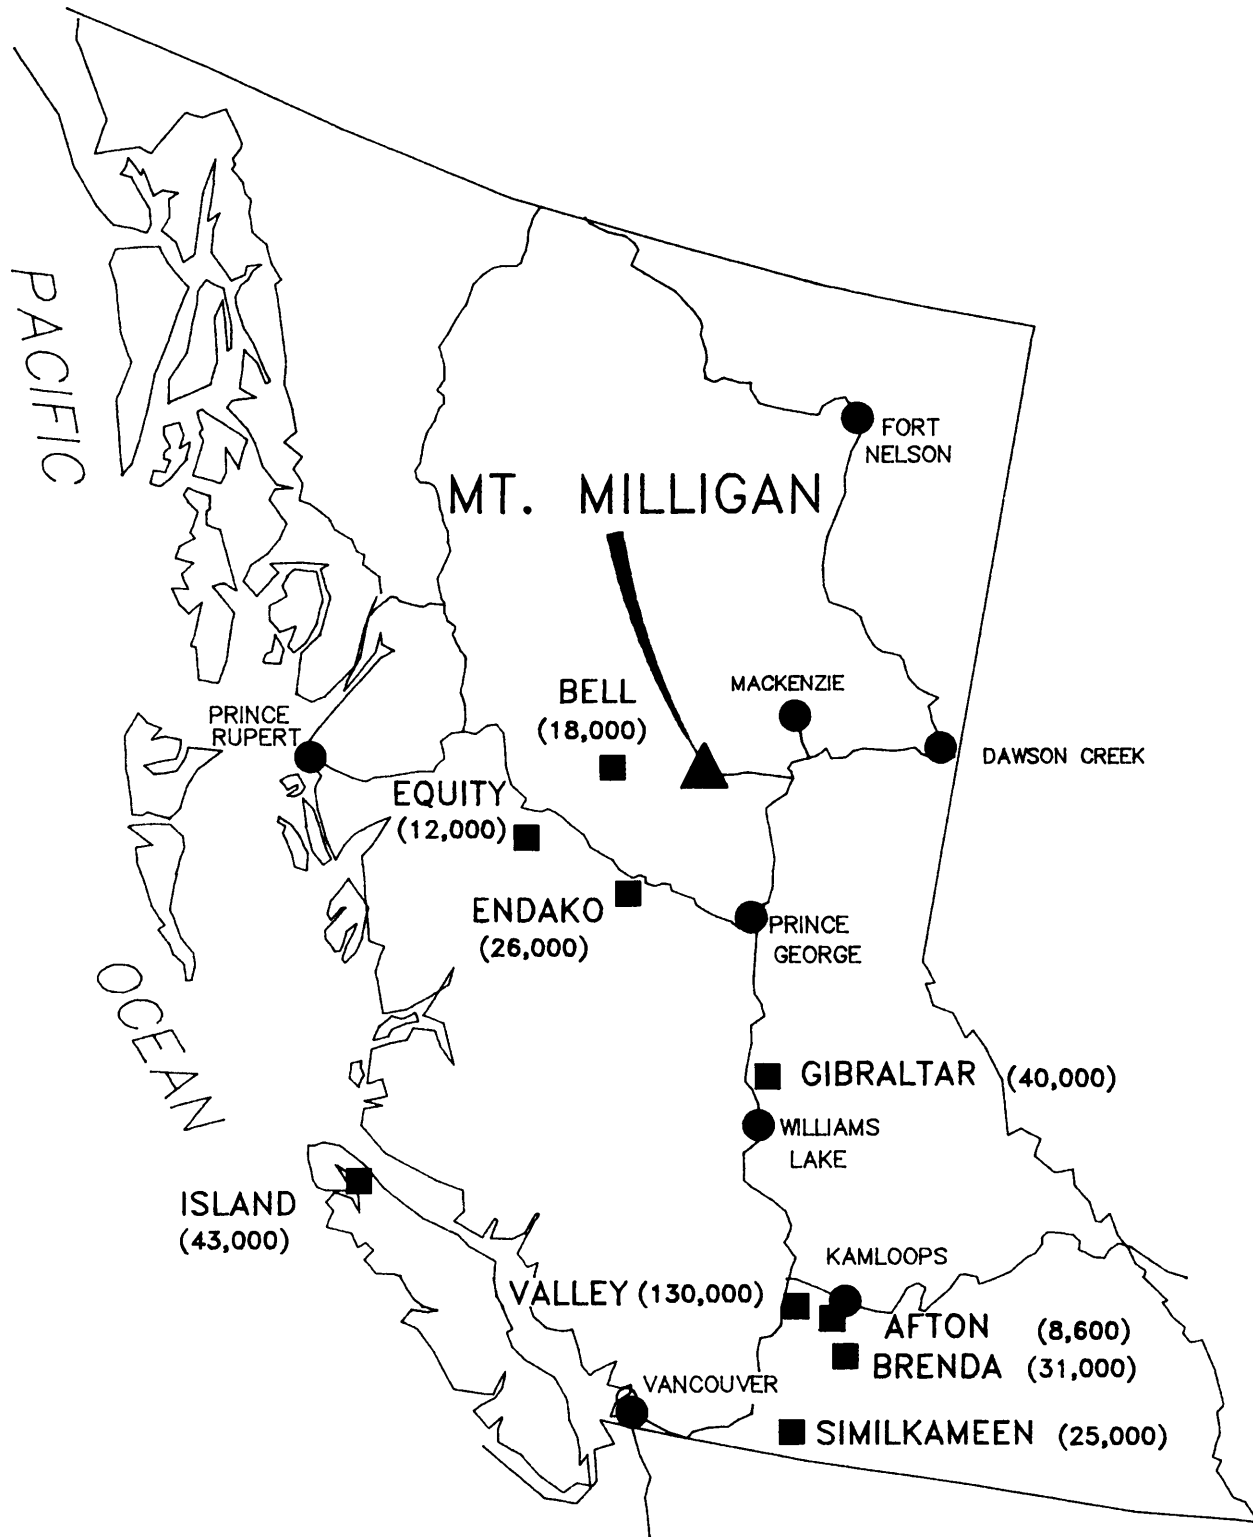 PACIFIC
FORT
NELSON
MT. MILLIGAN
MACKENZIE
BELL
(18,000)
PRINCE
RUPERT
DAWSON CREEK
EQUITY
(12,000)
ENDAKO
(26,000)
PRINCE
GEORGE
OCEAN
GIBRALTAR (40,000)
WILLIAMS
LAKE
ISLAND
(43,000)
KAMLOOPS
VALLEY (130,000)
AFTON (8,600)
BRENDA (31,000)
VANCOUVER
SIMILKAMEEN (25,000)